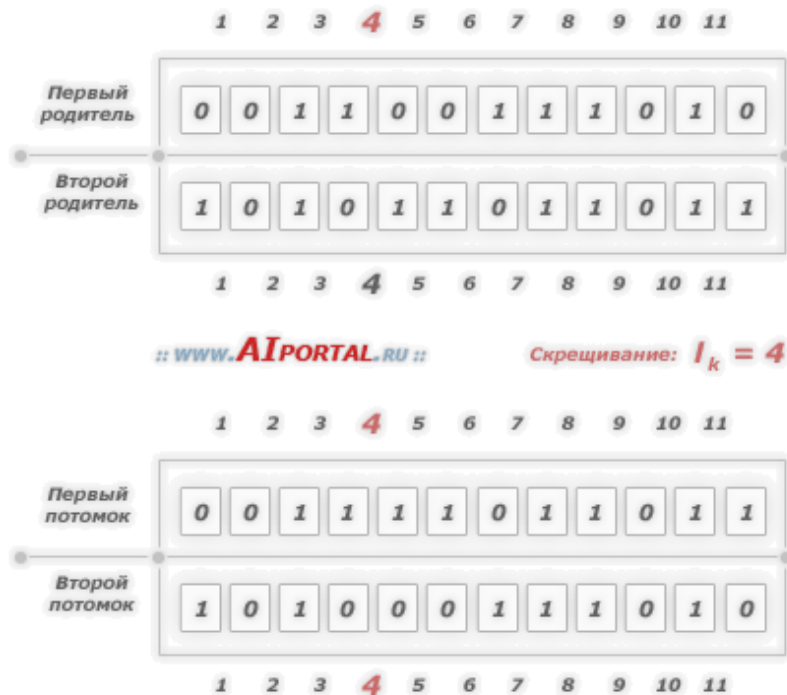 1 2 3 4 5 6 7 8 9 10 11
Первый
родитель
0 0 1 1 0 0 1 1 1 0 1 0
Второй
родитель
1 0 1 0 1 1 0 1 1 0 1 1
1 2 3 4 5 6 7 8 9 10 11
:: WWW.AIPORTAL.RU ::
Скрещивание: lk = 4
1 2 3 4 5 6 7 8 9 10 11
Первый
потомок
0 0 1 1 1 1 0 1 1 0 1 1
Второй
потомок
1 0 1 0 0 0 1 1 1 0 1 0
1 2 3 4 5 6 7 8 9 10 11